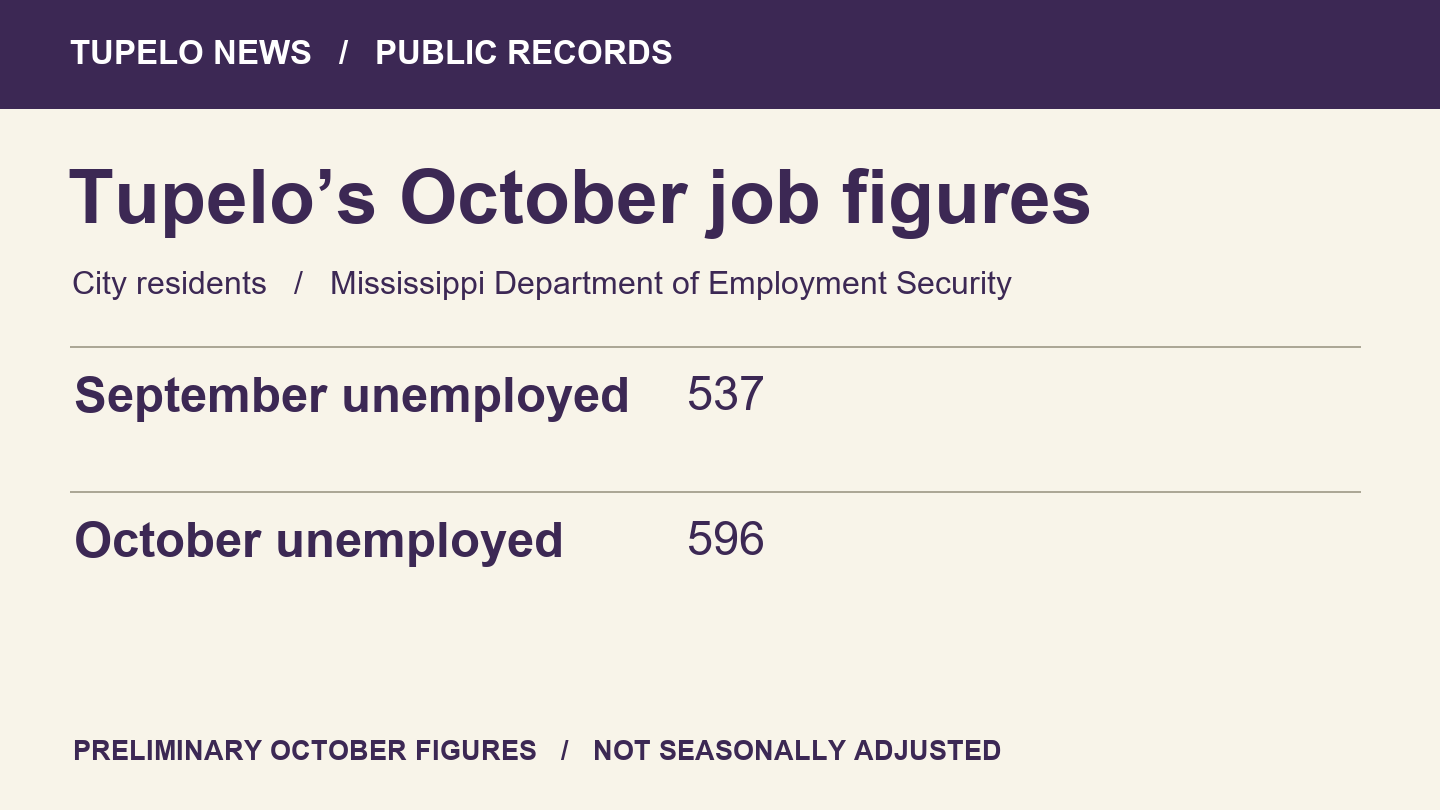 TUPELO NEWS / PUBLIC RECORDS
Tupelo’s October job figures
City residents / Mississippi Department of Employment Security
September unemployed 537
October unemployed 596
PRELIMINARY OCTOBER FIGURES / NOT SEASONALLY ADJUSTED